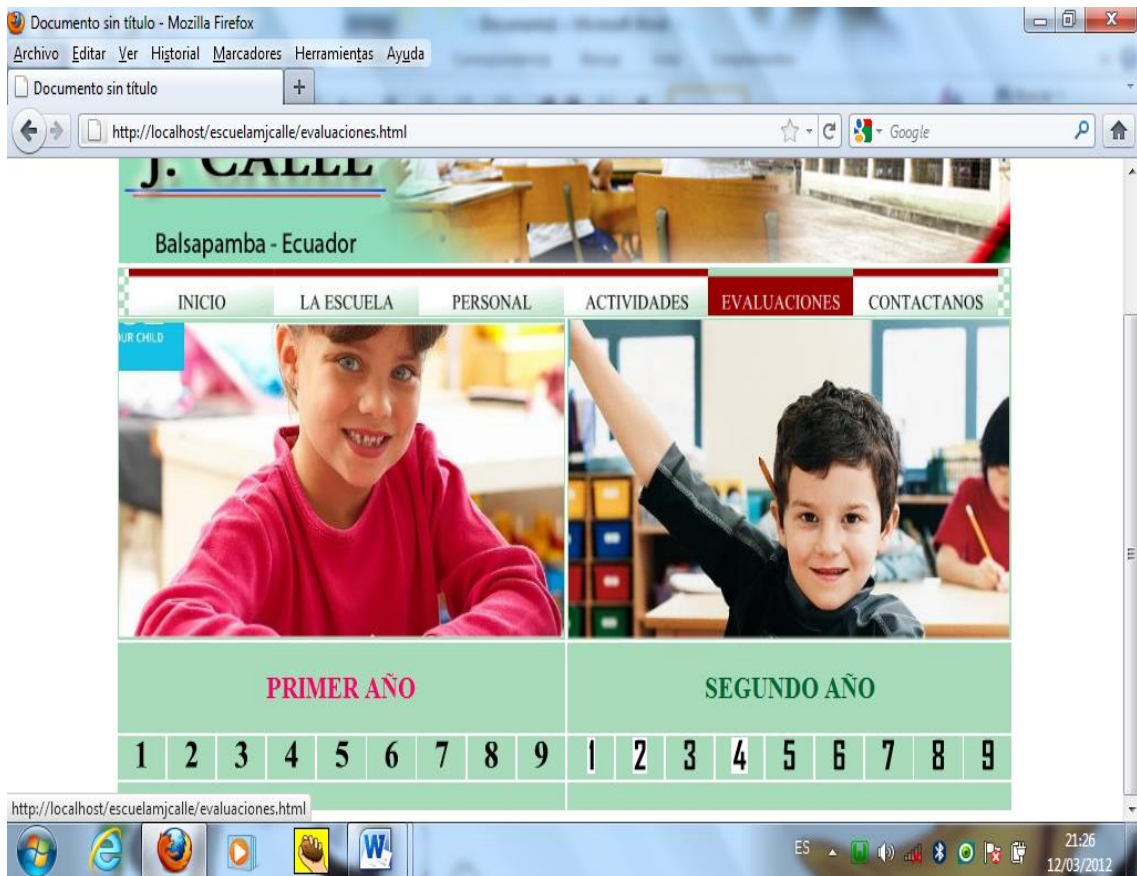 Documento sin título - Mozilla Firefox
Archivo Editar Ver Historial Marcadores Herramientas Ayuda
Documento sin título
http://localhost/escuelamjcalle/evaluaciones.html
Google
J. CALLE
Balsapamba - Ecuador
INICIO LA ESCUELA PERSONAL ACTIVIDADES EVALUACIONES CONTACTANOS
OUR CHILD
PRIMER AÑO SEGUNDO AÑO
1 2 3 4 5 6 7 8 9 1 2 3 4 5 6 7 8 9
http://localhost/escuelamjcalle/evaluaciones.html
ES 21:26
12/03/2012